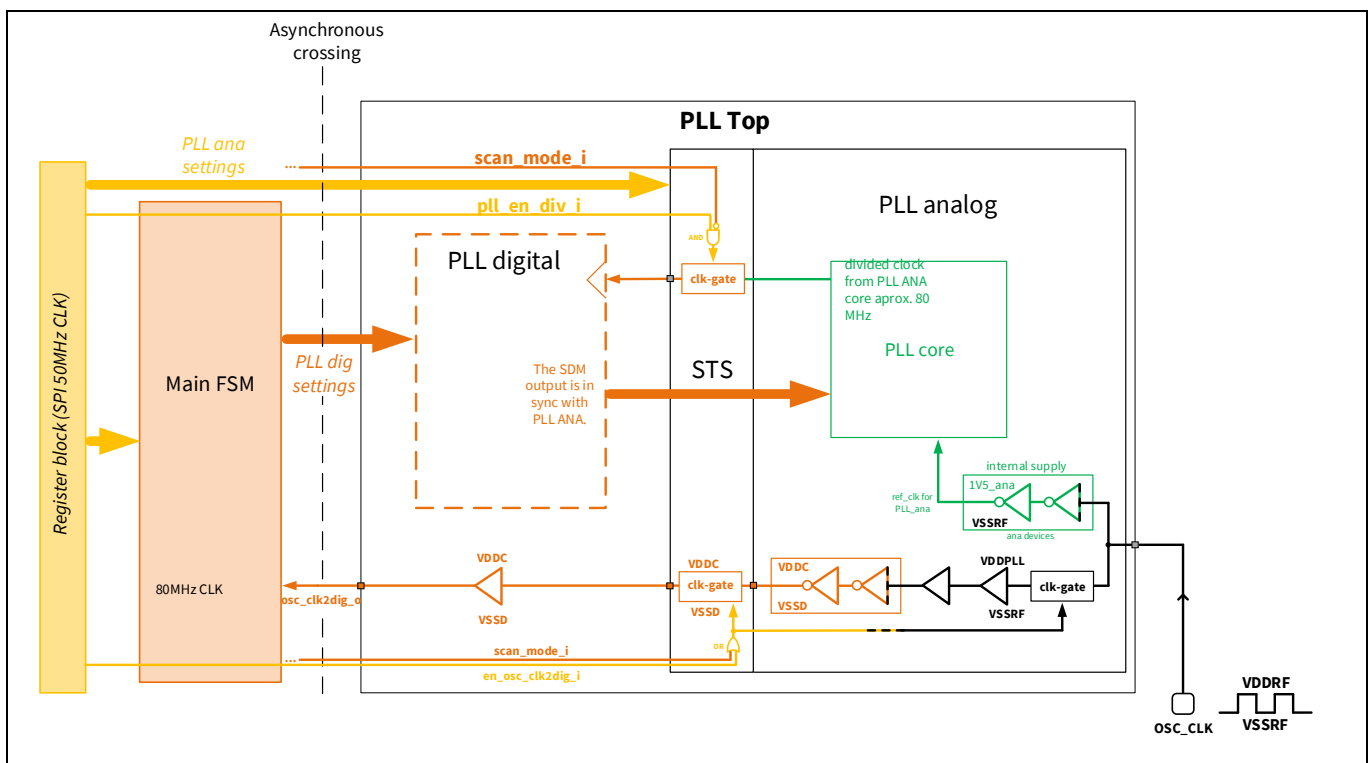 Asynchronous
crossing
PLL Top
PLL ana
settings
scan_mode_i
pll_en_div_i
AND
PLL analog
PLL digital
clk-gate
divided clock
from PLL ANA
core aprox. 80
MHz
PLL core
Register block (SPI 50MHz CLK)
Main FSM
PLL dig
settings
The SDM
output is in
sync with
PLL ANA.
STS
internal supply
1V5_ana
ref_clk for
PLL_ana
VSSRF
ana devices
80MHz CLK
osc_clk2dig_o
VDDC
VSSD
VDDC
clk-gate
VSSD
VDDC
VSSD
VDDPLL
VSSRF
clk-gate
OR
scan_mode_i
en_osc_clk2dig_i
OSC_CLK
VDDRF
VSSRF
...
...